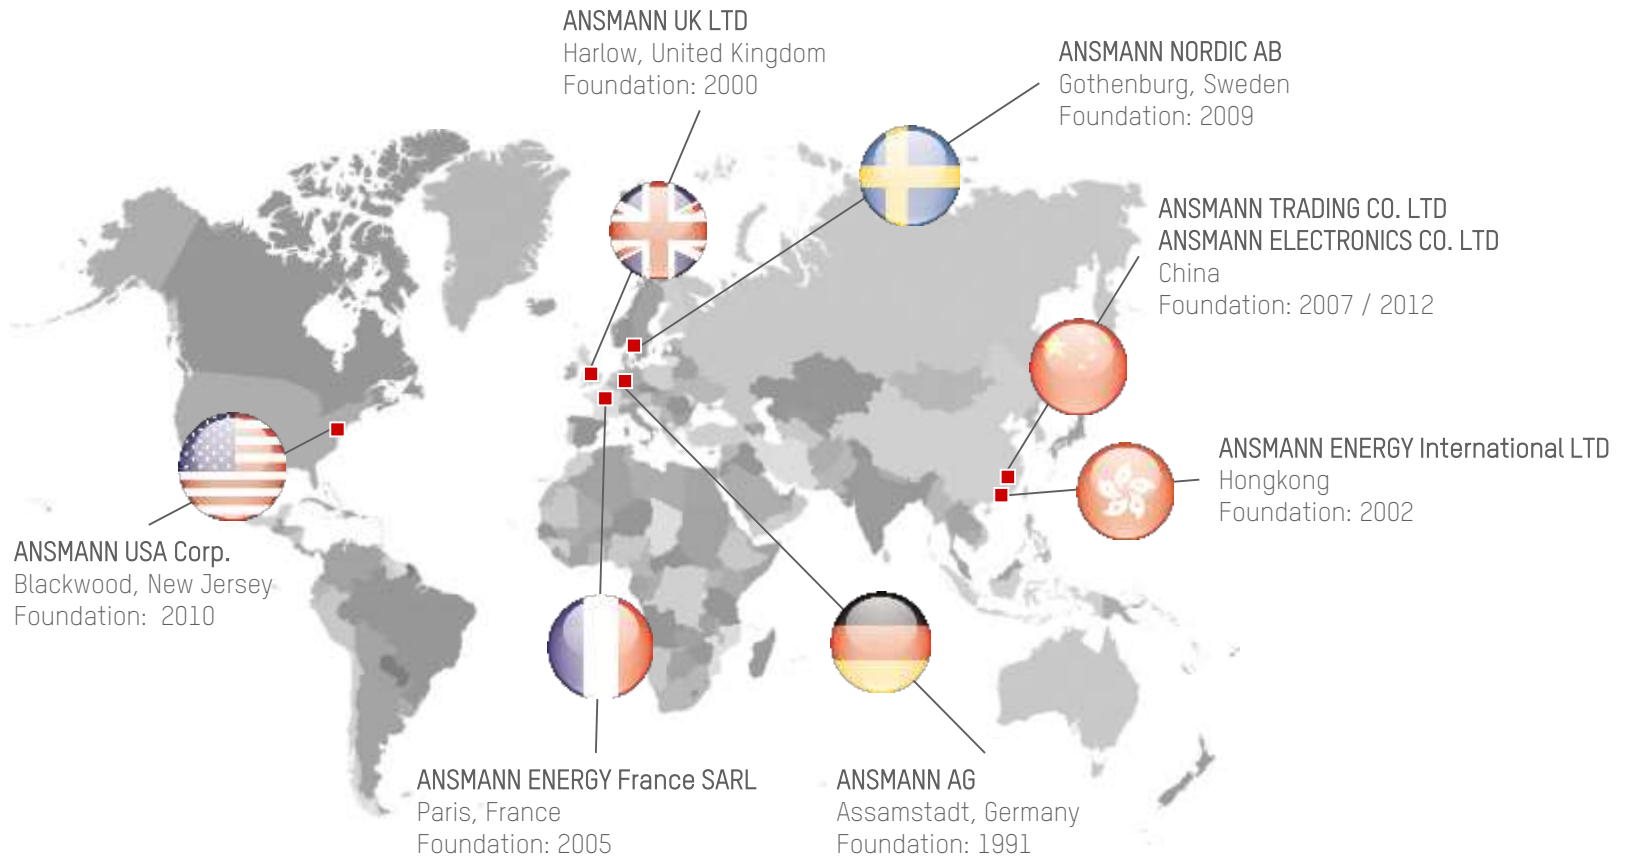 ANSMANN UK LTD
Harlow, United Kingdom
Foundation: 2000
ANSMANN NORDIC AB
Gothenburg, Sweden
Foundation: 2009
ANSMANN TRADING CO. LTD
ANSMANN ELECTRONICS CO. LTD
China
Foundation: 2007 / 2012
ANSMANN ENERGY International LTD
Hongkong
Foundation: 2002
ANSMANN USA Corp.
Blackwood, New Jersey
Foundation: 2010
ANSMANN ENERGY France SARL
Paris, France
Foundation: 2005
ANSMANN AG
Assamstadt, Germany
Foundation: 1991